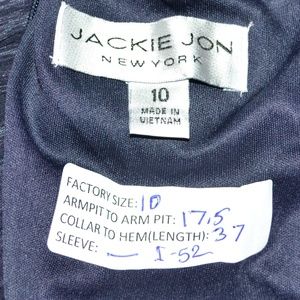 JACKIE JON
NEW YORK
10
MADE IN
VIETNAM
FACTORY SIZE: 10
ARMPIT TO ARM PIT: 17,5
COLLAR TO HEM(LENGTH): 37
SLEEVE: — I-52